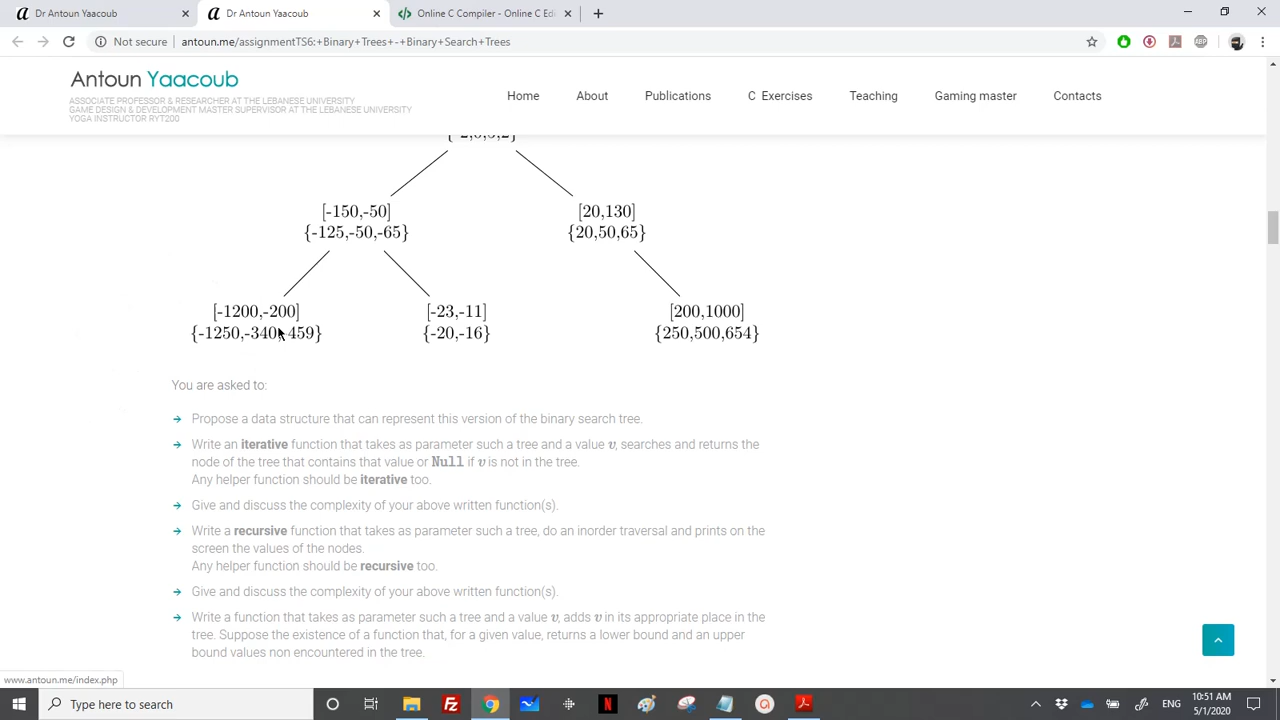 Dr Antoun Yaacoub
Dr Antoun Yaacoub
Online C Compiler - Online C Edi
Not secure
antoun.me/assignmentTS6:+Binary+Trees+-+Binary+Search+Trees
Antoun Yaacoub
ASSOCIATE PROFESSOR & RESEARCHER AT THE LEBANESE UNIVERSITY
GAME DESIGN & DEVELOPMENT MASTER SUPERVISOR AT THE LEBANESE UNIVERSITY
YOGA INSTRUCTOR RYT200
Home About Publications C Exercises Teaching Gaming master Contacts
[-150,-50] [20,130]
{-125,-50,-65} {20,50,65}
[-1200,-200] [-23,-11] [200,1000]
{-1250,-340,-459} {-20,-16} {250,500,654}
You are asked to:
Propose a data structure that can represent this version of the binary search tree.
Write an iterative function that takes as parameter such a tree and a value v, searches and returns the
node of the tree that contains that value or Null if v is not in the tree.
Any helper function should be iterative too.
Give and discuss the complexity of your above written function(s).
Write a recursive function that takes as parameter such a tree, do an inorder traversal and prints on the
screen the values of the nodes.
Any helper function should be recursive too.
Give and discuss the complexity of your above written function(s).
Write a function that takes as parameter such a tree and a value v, adds v in its appropriate place in the
tree. Suppose the existence of a function that, for a given value, returns a lower bound and an upper
bound values non encountered in the tree.
www.antoun.me/index.php
Type here to search
ENG
10:51 AM
5/1/2020